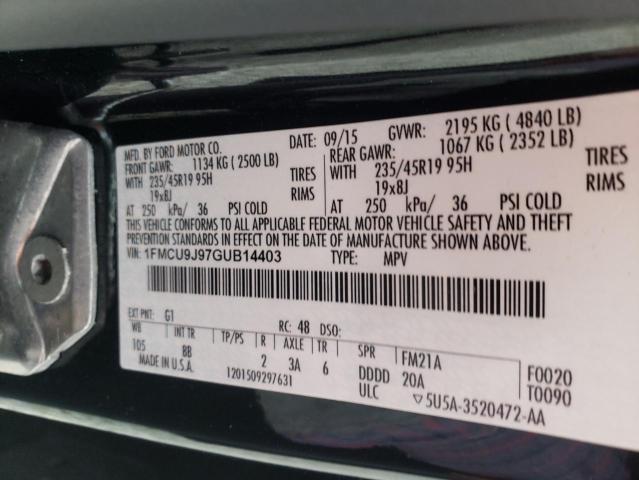 MFD. BY FORD MOTOR CO.
DATE: 09/15 GVWR: 2195 KG ( 4840 LB)
FRONT GAWR: 1134 KG ( 2500 LB) REAR GAWR: 1067 KG ( 2352 LB)
WITH 235/45R19 95H TIRES WITH 235/45R19 95H TIRES
19x8J RIMS 19x8J RIMS
AT 250 kPa/ 36 PSI COLD AT 250 kPa/ 36 PSI COLD
THIS VEHICLE CONFORMS TO ALL APPLICABLE FEDERAL MOTOR VEHICLE SAFETY AND THEFT
PREVENTION STANDARDS IN EFFECT ON THE DATE OF MANUFACTURE SHOWN ABOVE.
VIN: 1FMCU9J97GUB14403 TYPE: MPV
EXT PNT: G1 RC: 48 DSO:
WB INT TR TP/PS R AXLE TR SPR FM21A F0020
105 BB 2 3A 6 DDDD 20A T0090
MADE IN U.S.A. 1201509297631 ULC ▽5U5A-3520472-AA